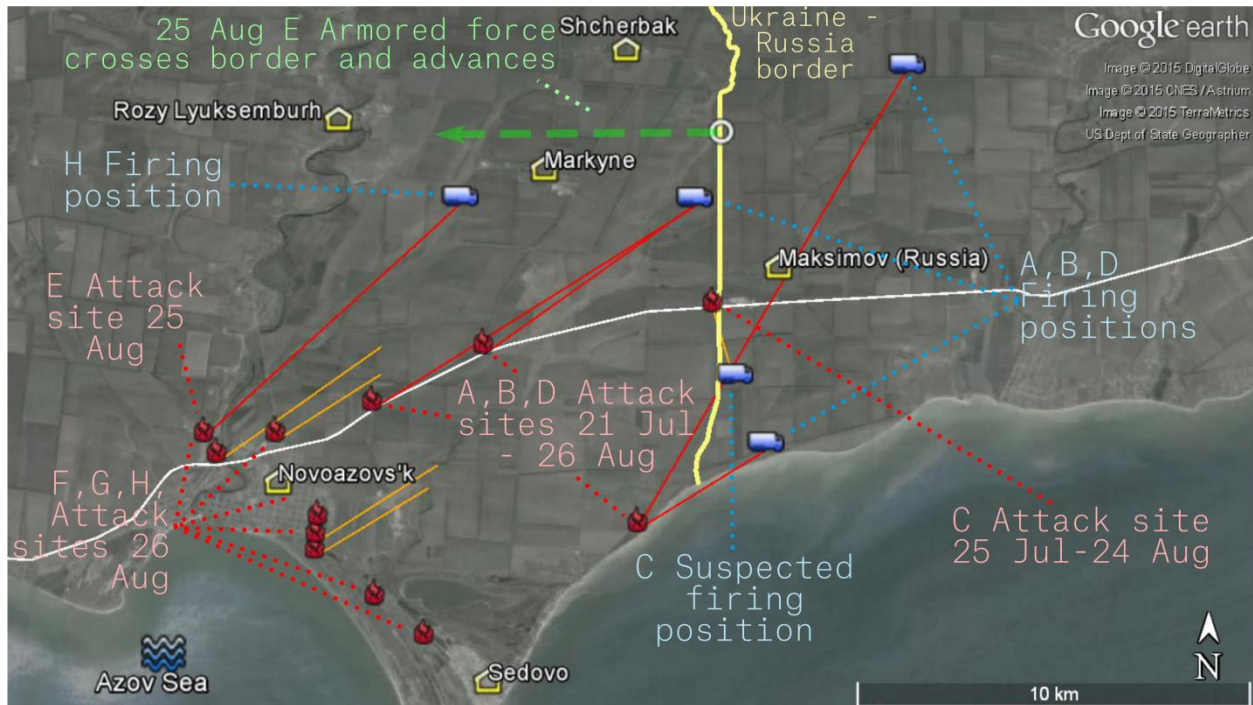 25 Aug E Armored force
crosses border and advances
Shcherbak
Ukraine -
Russia
border
Google earth
Image © 2015 DigitalGlobe
Image © 2015 CNES / Astrium
Image © 2015 TerraMetrics
US Dept of State Geographer
Rozy Lyuksemburh
Markyne
H Firing
position
Maksimov (Russia)
A,B,D
Firing
positions
E Attack
site 25
Aug
A,B,D Attack
sites 21 Jul
- 26 Aug
Novoazovs'k
F,G,H,
Attack
sites 26
Aug
C Attack site
25 Jul-24 Aug
C Suspected
firing
position
Azov Sea
Sedovo
N
10 km